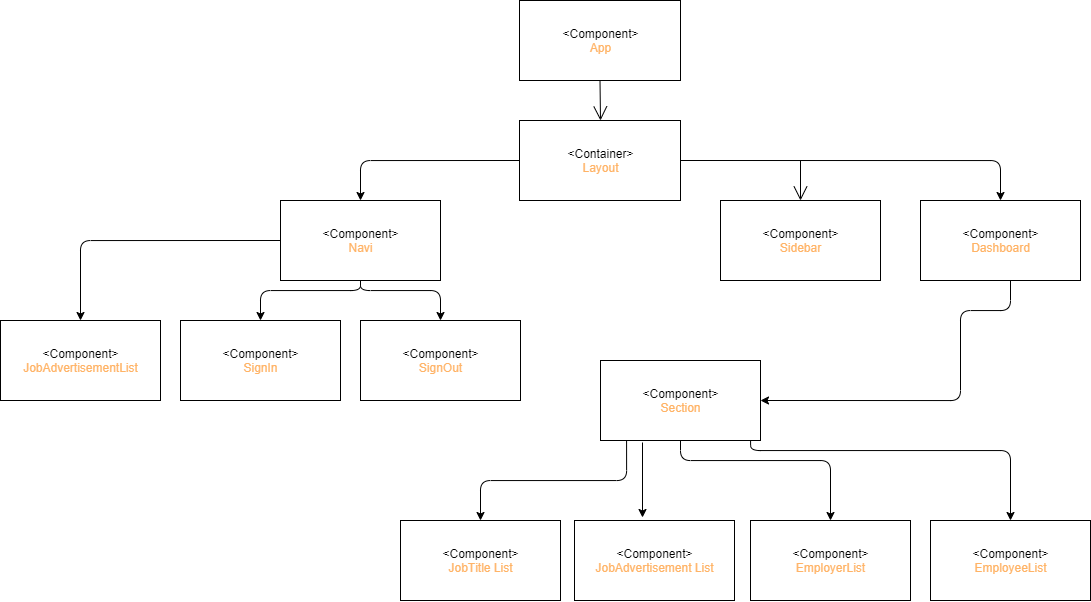 <Component>
App
<Container>
Layout
<Component>
Navi
<Component>
Sidebar
<Component>
Dashboard
<Component>
JobAdvertisementList
<Component>
SignIn
<Component>
SignOut
<Component>
Section
<Component>
JobTitle List
<Component>
JobAdvertisement List
<Component>
EmployerList
<Component>
EmployeeList